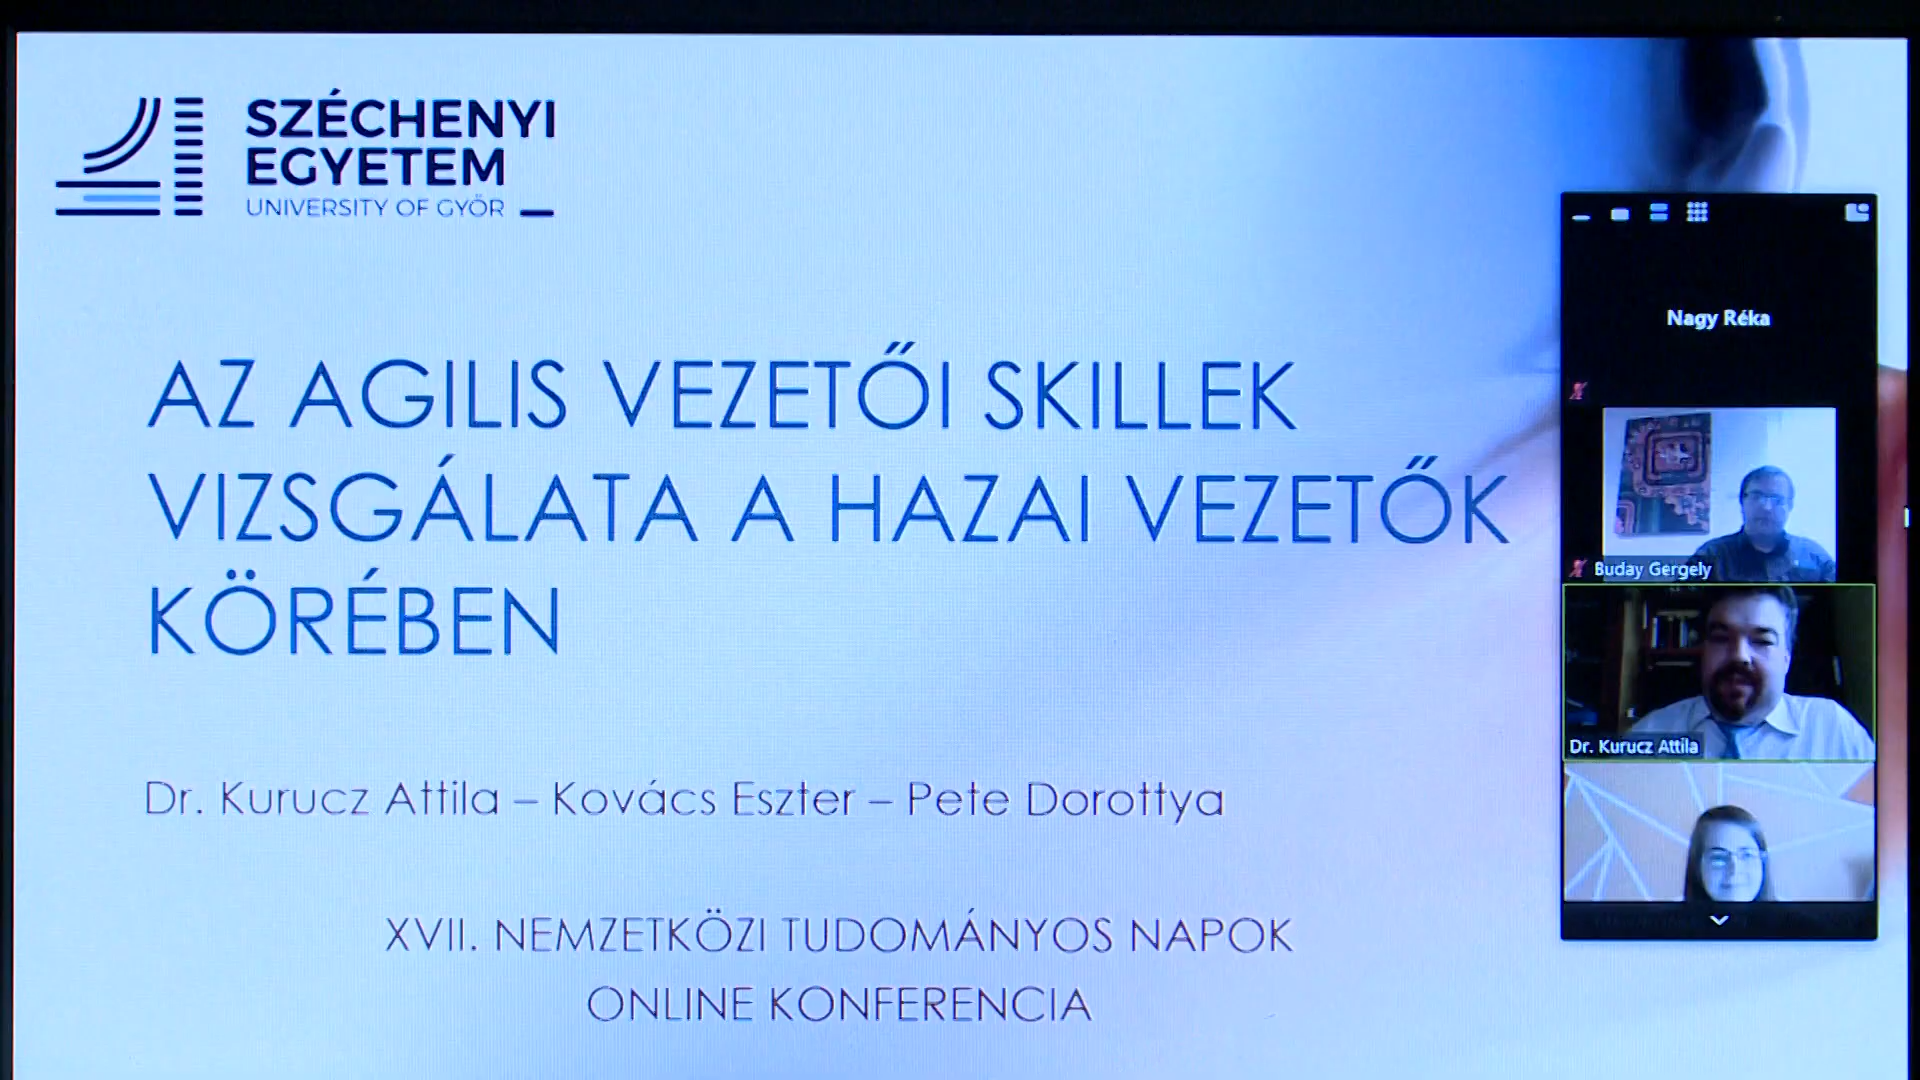 SZÉCHENYI
EGYETEM
UNIVERSITY OF GYŐR
AZ AGILIS VEZETŐI SKILLEK
VIZSGÁLATA A HAZAI VEZETŐK
KÖRÉBEN
Dr. Kurucz Attila – Kovács Eszter – Pete Dorottya
XVII. NEMZETKÖZI TUDOMÁNYOS NAPOK
ONLINE KONFERENCIA
Nagy Réka
Buday Gergely
Dr. Kurucz Attila